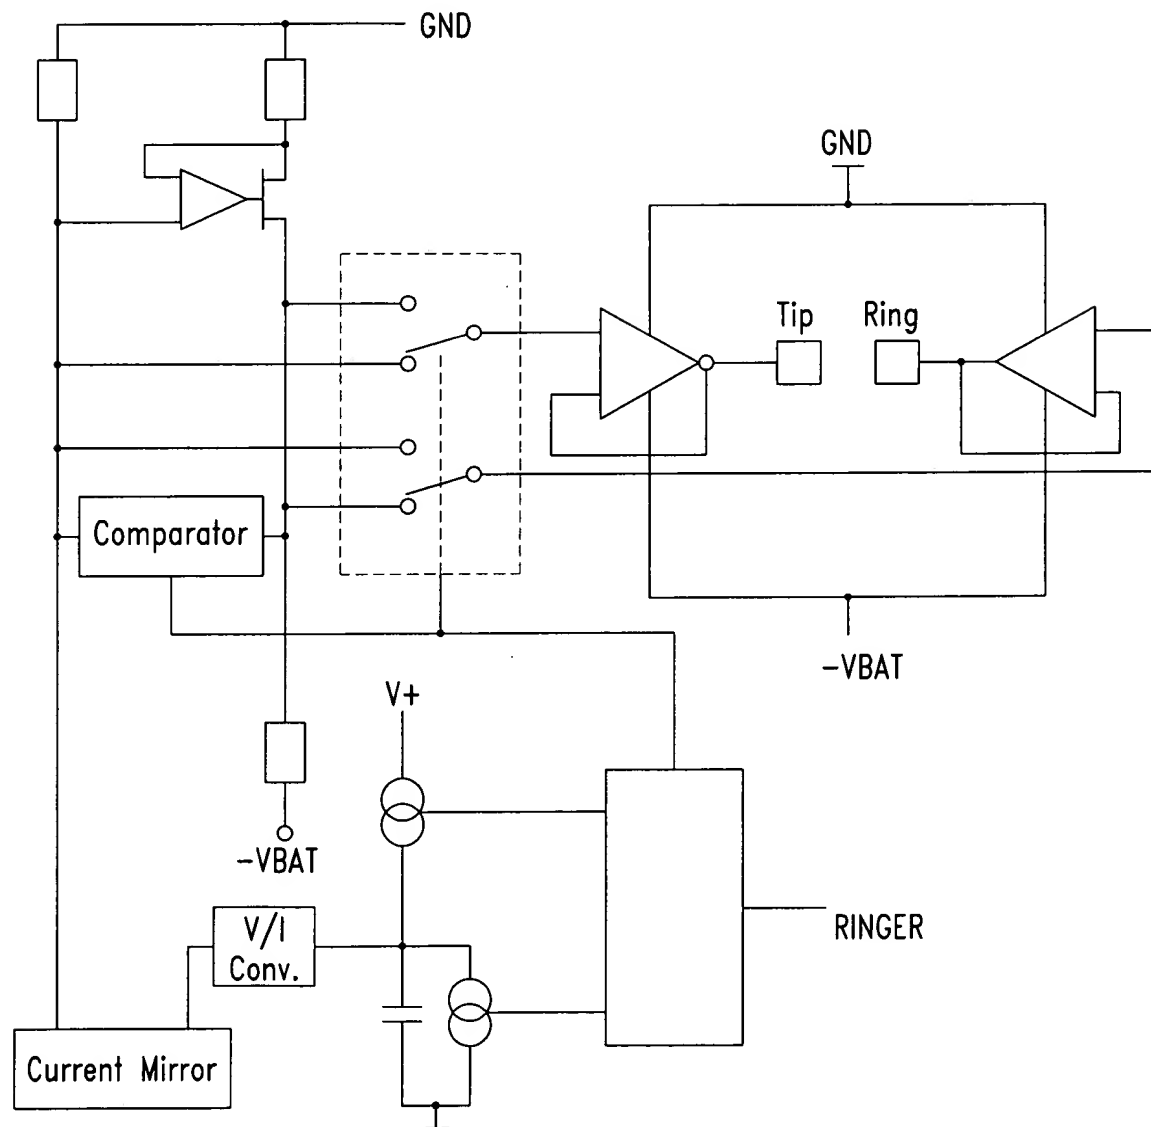 GND
GND
Tip
Ring
Comparator
-VBAT
V+
-VBAT
V/I
Conv.
RINGER
Current Mirror